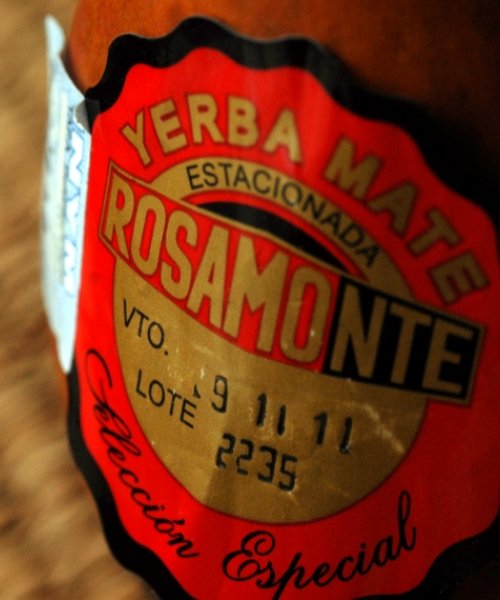 YERBA MATE
ESTACIONADA
ROSAMONTE
VTO. 9 11 11
LOTE 2235
Selección Especial